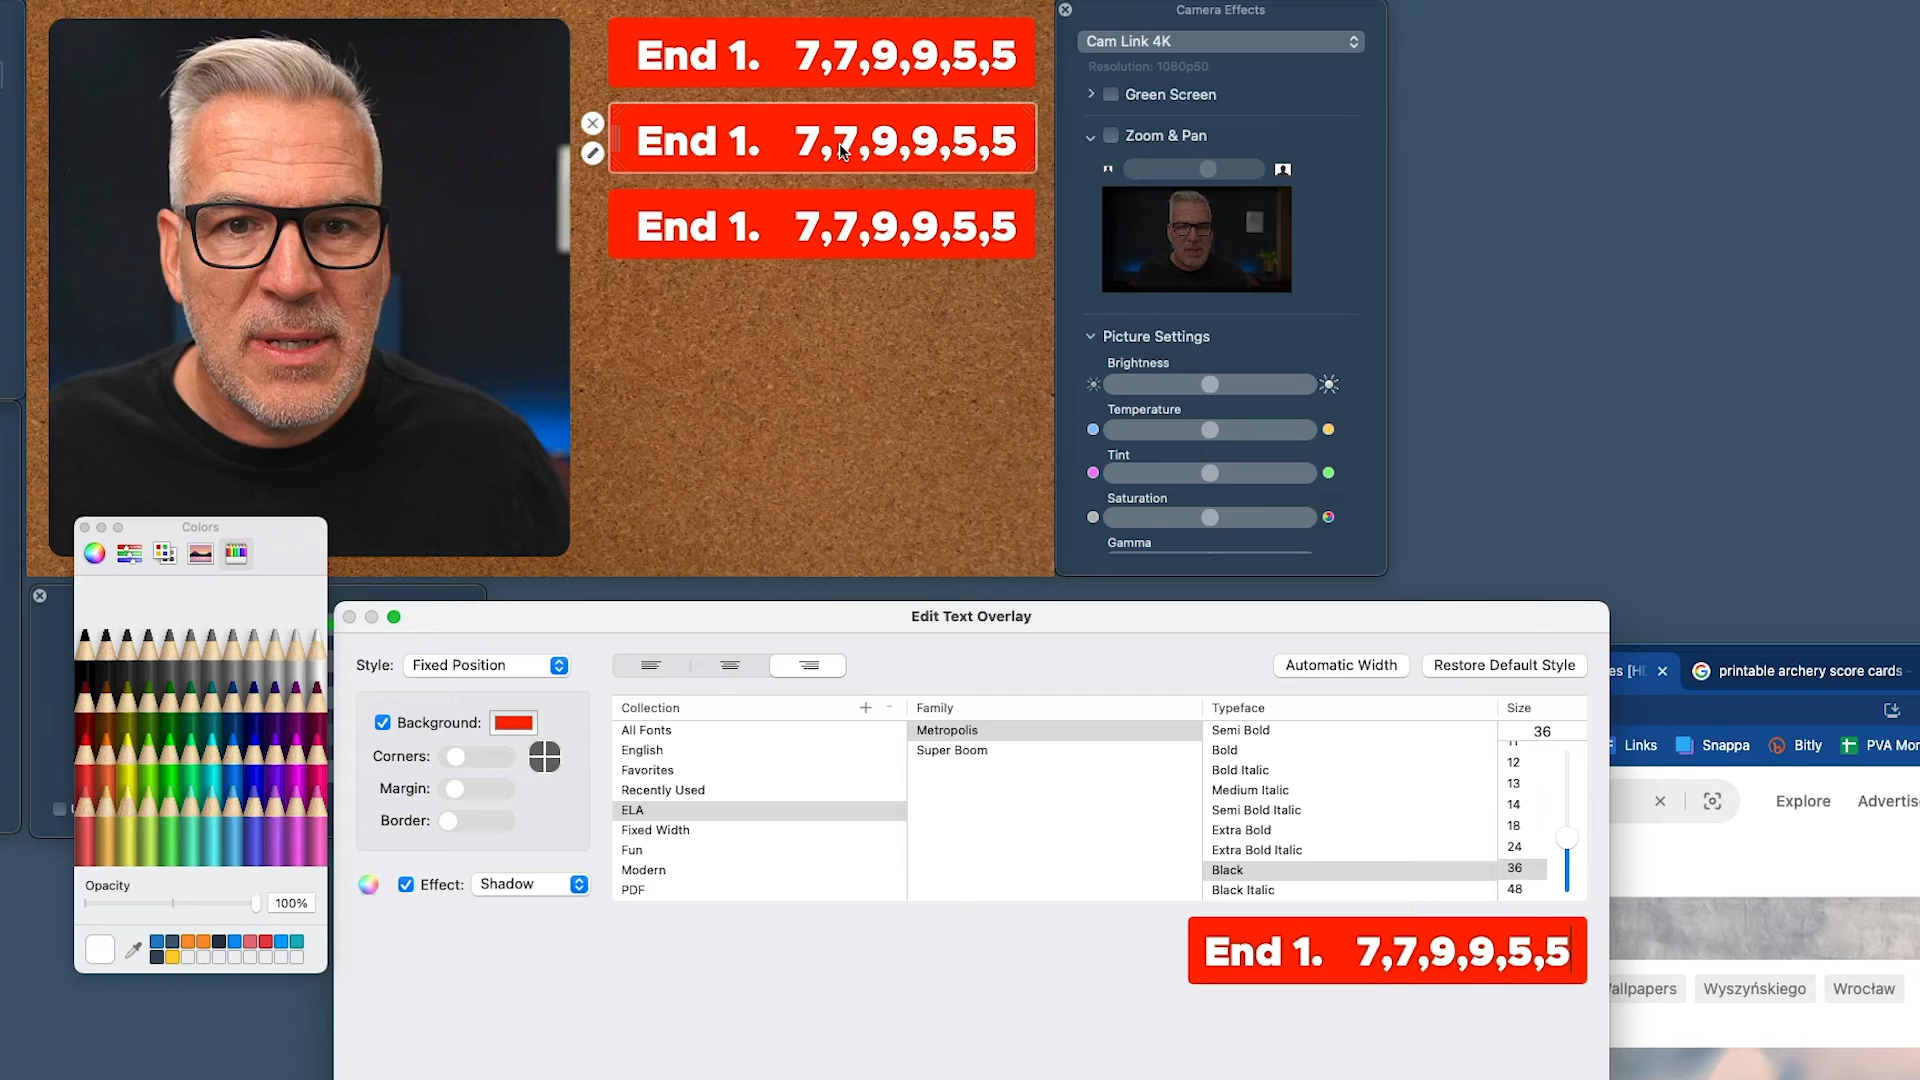 End 1. 7,7,9,9,5,5
End 1. 7,7,9,9,5,5
End 1. 7,7,9,9,5,5
Camera Effects
Cam Link 4K
Resolution: 1080p50
Green Screen
Zoom & Pan
Picture Settings
Brightness
Temperature
Tint
Saturation
Gamma
Colors
Opacity
100%
Edit Text Overlay
Style: Fixed Position
Automatic Width
Restore Default Style
Background:
Corners:
Margin:
Border:
Effect: Shadow
Collection
All Fonts
English
Favorites
Recently Used
ELA
Fixed Width
Fun
Modern
PDF
Family
Metropolis
Super Boom
Typeface
Semi Bold
Bold
Bold Italic
Medium Italic
Semi Bold Italic
Extra Bold
Extra Bold Italic
Black
Black Italic
Size
36
11
12
13
14
18
24
36
48
End 1. 7,7,9,9,5,5
printable archery score cards -
Links
Snappa
Bitly
PVA Mor
Explore
Advertis
Wyszyńskiego
Wrocław